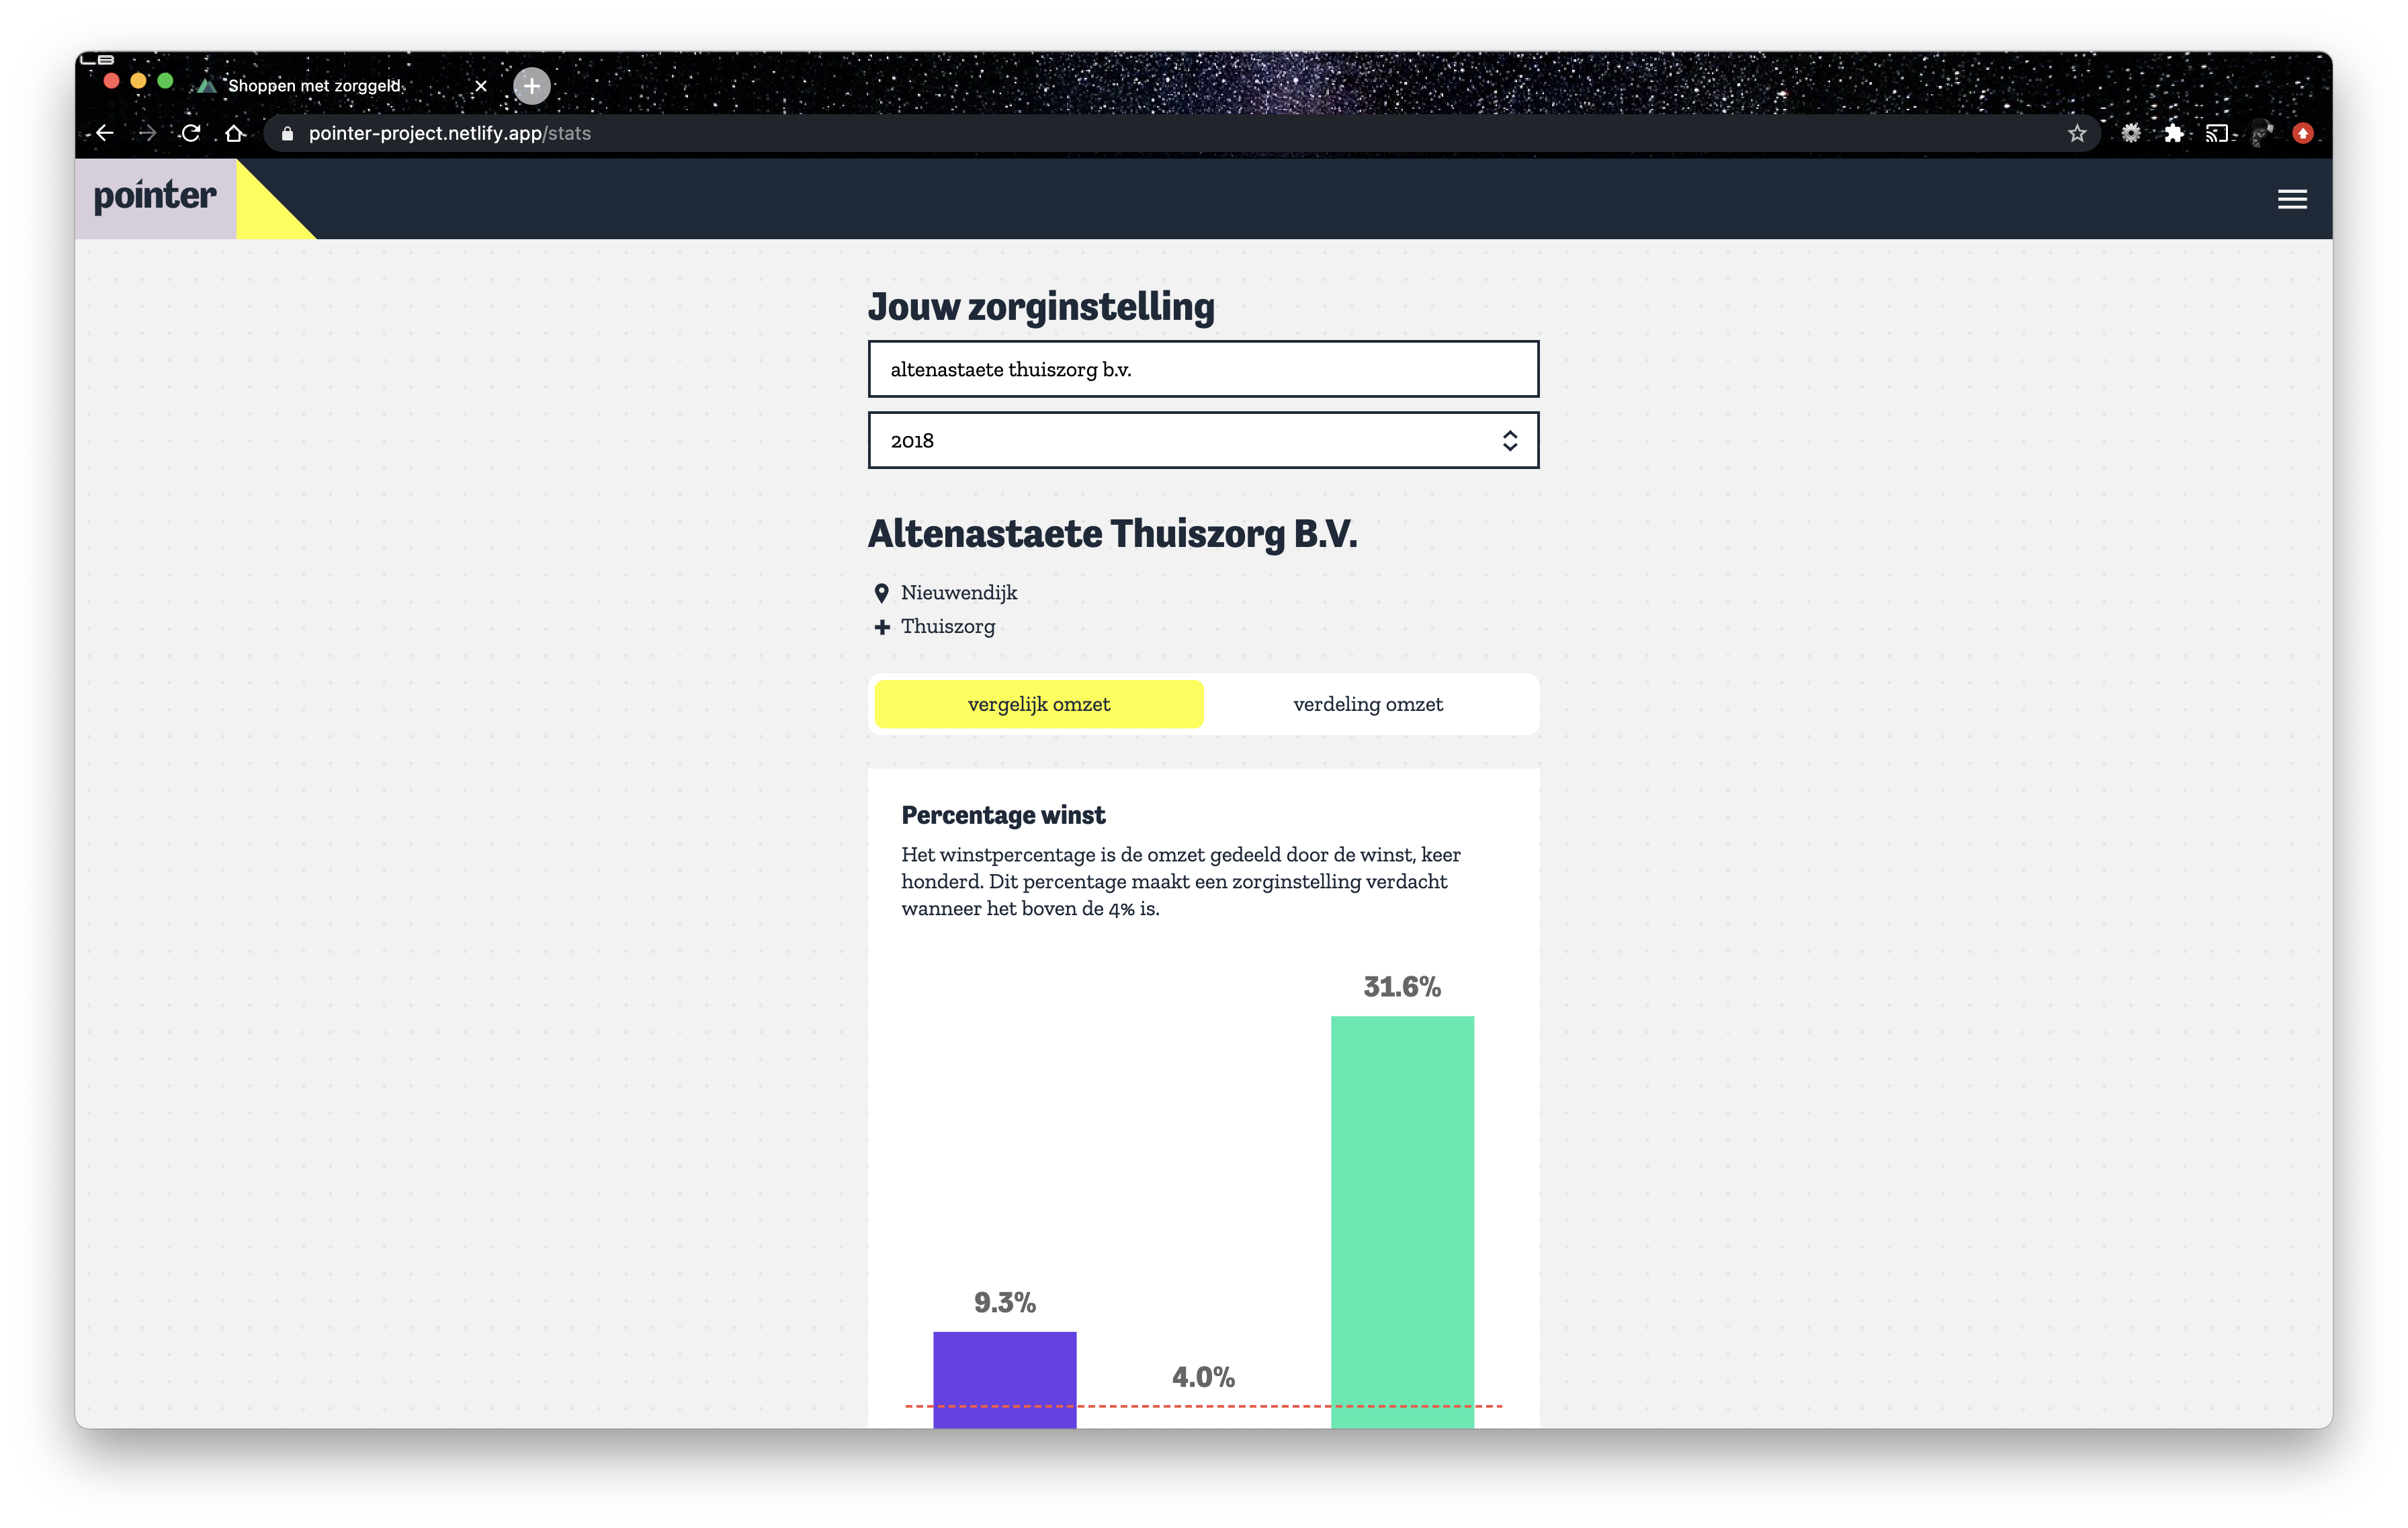 Shoppen met zorggeld
pointer-project.netlify.app/stats
pointer
Jouw zorginstelling
altenastaete thuiszorg b.v.
2018
Altenastaete Thuiszorg B.V.
Nieuwendijk
Thuiszorg
vergelijk omzet
verdeling omzet
Percentage winst
Het winstpercentage is de omzet gedeeld door de winst, keer
honderd. Dit percentage maakt een zorginstelling verdacht
wanneer het boven de 4% is.
31.6%
9.3%
4.0%